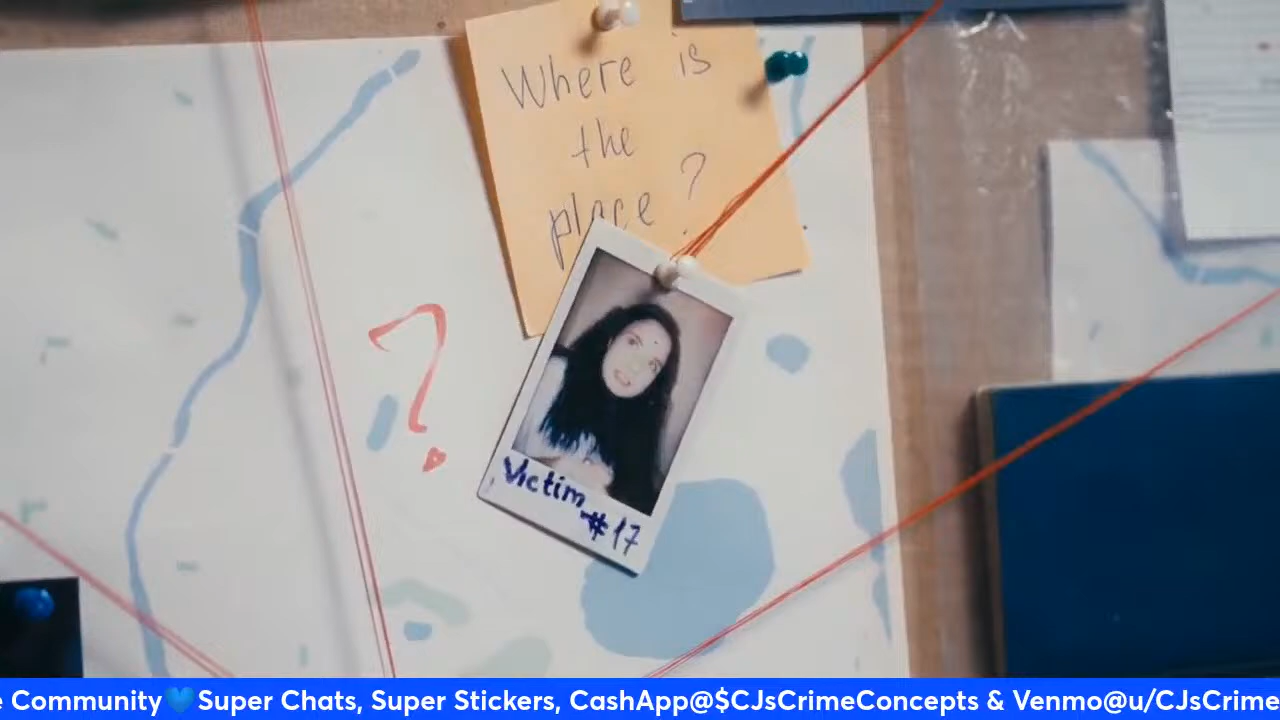 Where is
the
place ?
?
Victim
#17
e Community💙Super Chats, Super Stickers, CashApp@$CJsCrimeConcepts & Venmo@u/CJsCrime